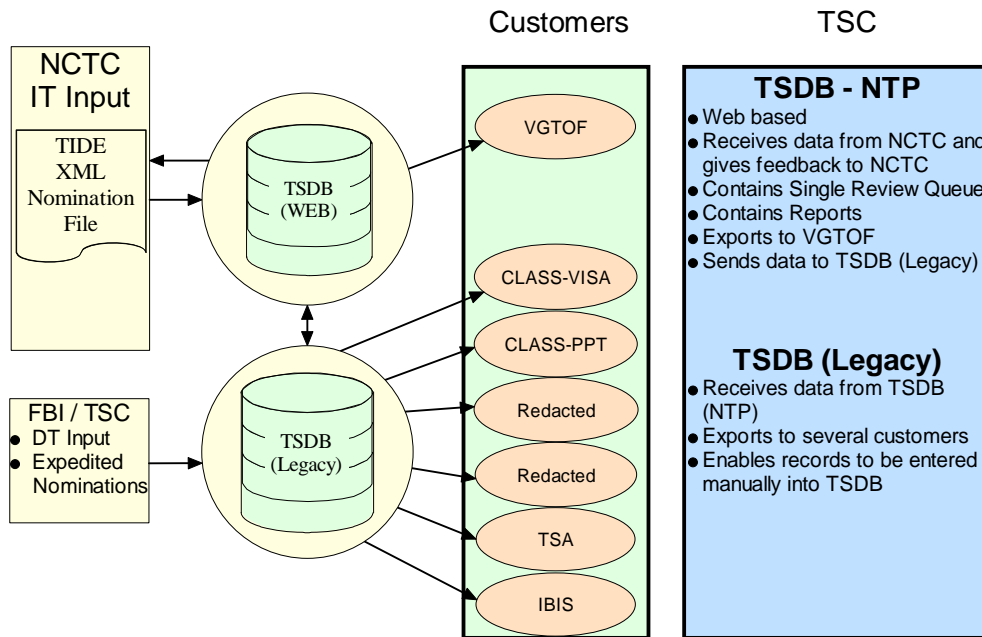 Customers
TSC
NCTC
IT Input
TIDE
XML
Nomination
File
TSDB
(WEB)
FBI / TSC
● DT Input
● Expedited
Nominations
TSDB
(Legacy)
VGTOF
CLASS-VISA
CLASS-PPT
Redacted
Redacted
TSA
IBIS
TSDB - NTP
● Web based
● Receives data from NCTC and
gives feedback to NCTC
● Contains Single Review Queue
● Contains Reports
● Exports to VGTOF
● Sends data to TSDB (Legacy)
TSDB (Legacy)
● Receives data from TSDB
(NTP)
● Exports to several customers
● Enables records to be entered
manually into TSDB